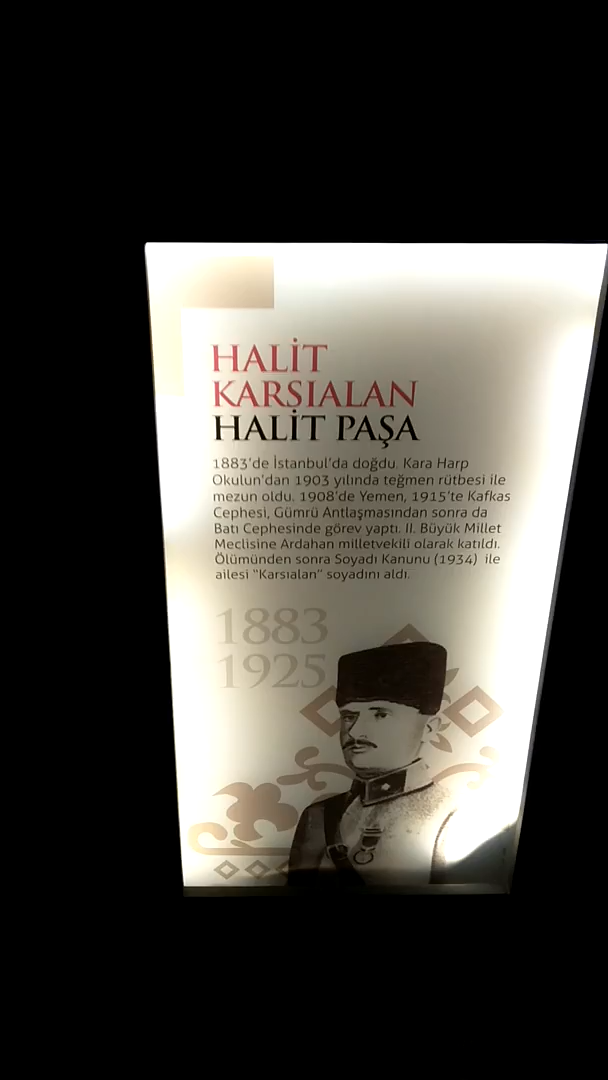 HALİT
KARSIALAN
HALİT PAŞA
1883'de İstanbul'da doğdu. Kara Harp
Okulun'dan 1903 yılında teğmen rütbesi ile
mezun oldu. 1908'de Yemen, 1915'te Kafkas
Cephesi, Gümrü Antlaşmasından sonra da
Batı Cephesinde görev yaptı. II. Büyük Millet
Meclisine Ardahan milletvekili olarak katıldı.
Ölümünden sonra Soyadı Kanunu (1934) ile
ailesi "Karsıalan" soyadını aldı.
1883
1925